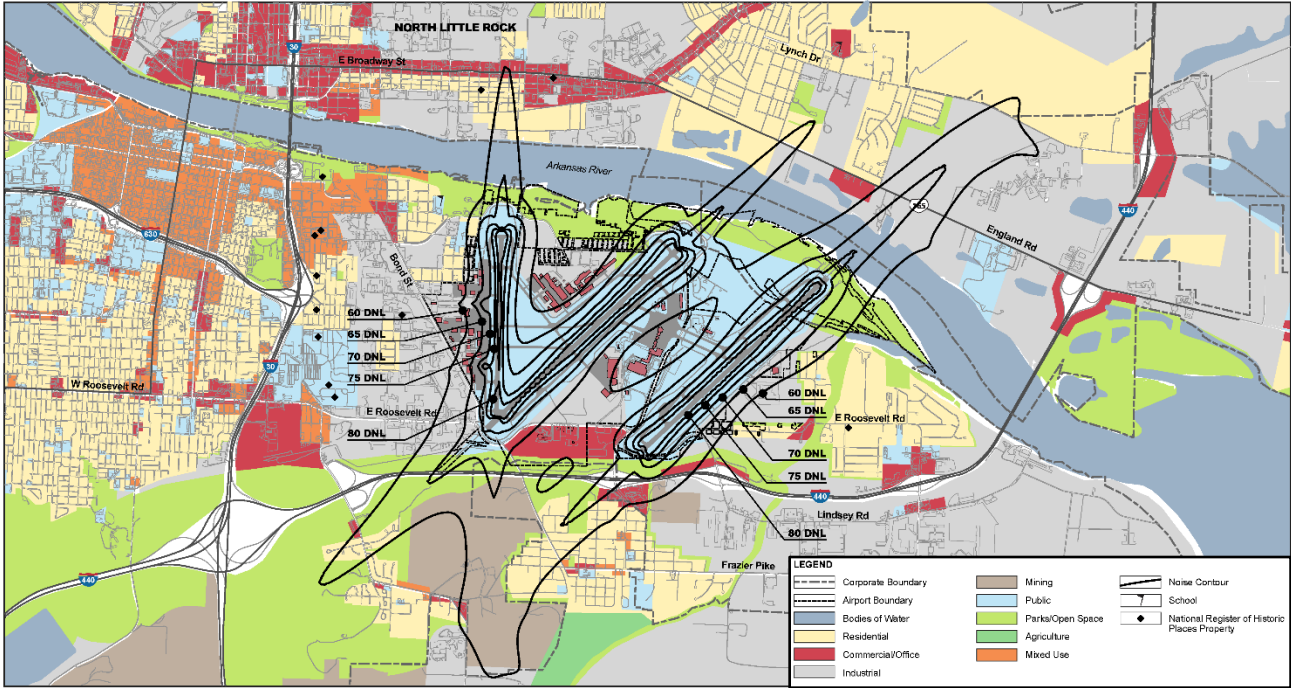 NORTH LITTLE ROCK
30
E Broadway St
Lynch Dr
Arkansas River
365
440
England Rd
630
Bond St
60 DNL
65 DNL
70 DNL
75 DNL
30
W Roosevelt Rd
E Roosevelt Rd
80 DNL
60 DNL
65 DNL
E Roosevelt Rd
70 DNL
75 DNL
440
Lindsey Rd
80 DNL
Frazier Pike
440
LEGEND
Corporate Boundary
Airport Boundary
Bodies of Water
Residential
Commercial/Office
Industrial
Mining
Public
Parks/Open Space
Agriculture
Mixed Use
Noise Contour
School
National Register of Historic
Places Property